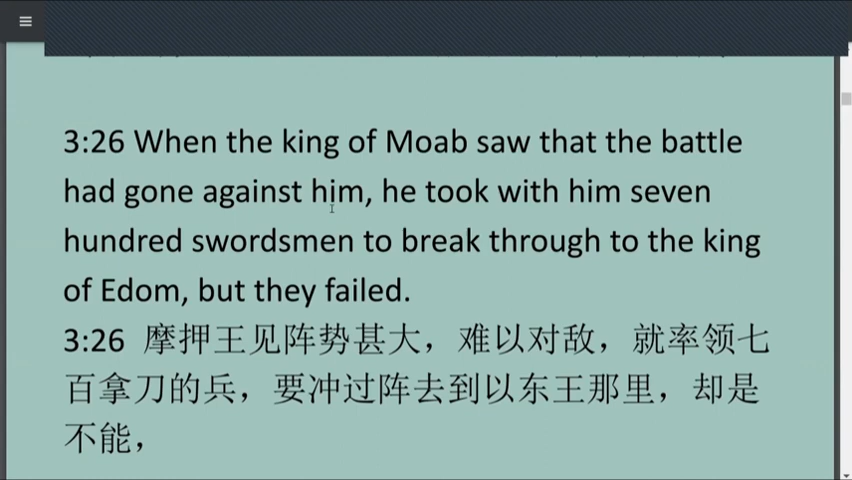 3:26 When the king of Moab saw that the battle
had gone against him, he took with him seven
hundred swordsmen to break through to the king
of Edom, but they failed.
3:26 摩押王见阵势甚大，难以对敌，就率领七
百拿刀的兵，要冲过阵去到以东王那里，却是
不能，